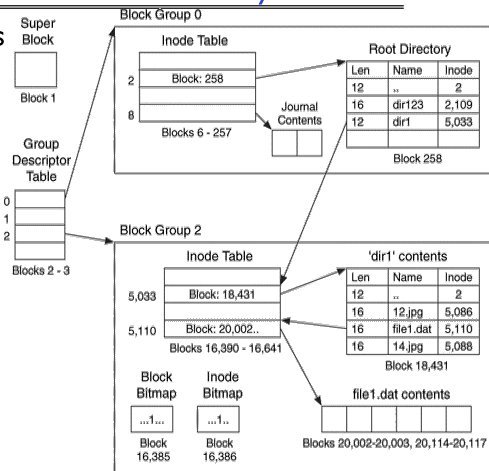 s
Super
Block
Block 1
Group
Descriptor
Table
0
1
2
Blocks 2 - 3
Block Group 0
Inode Table
2 Block: 258
8
Blocks 6 - 257
Journal
Contents
Root Directory
Len Name Inode
12 .. 2
16 dir123 2,109
12 dir1 5,033
Block 258
Block Group 2
Inode Table
5,033 Block: 18,431
5,110 Block: 20,002..
Blocks 16,390 - 16,641
'dir1' contents
Len Name Inode
12 .. 2
16 12.jpg 5,086
16 file1.dat 5,110
16 14.jpg 5,088
Block 18,431
Block
Bitmap
...1...
Block
16,385
Inode
Bitmap
...1..
Block
16,386
file1.dat contents
Blocks 20,002-20,003, 20,114-20,117